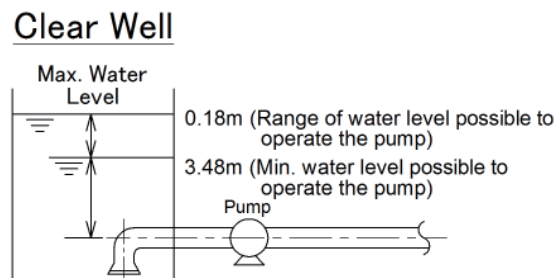 Clear Well
Max. Water
Level
0.18m (Range of water level possible to
operate the pump)
3.48m (Min. water level possible to
operate the pump)
Pump